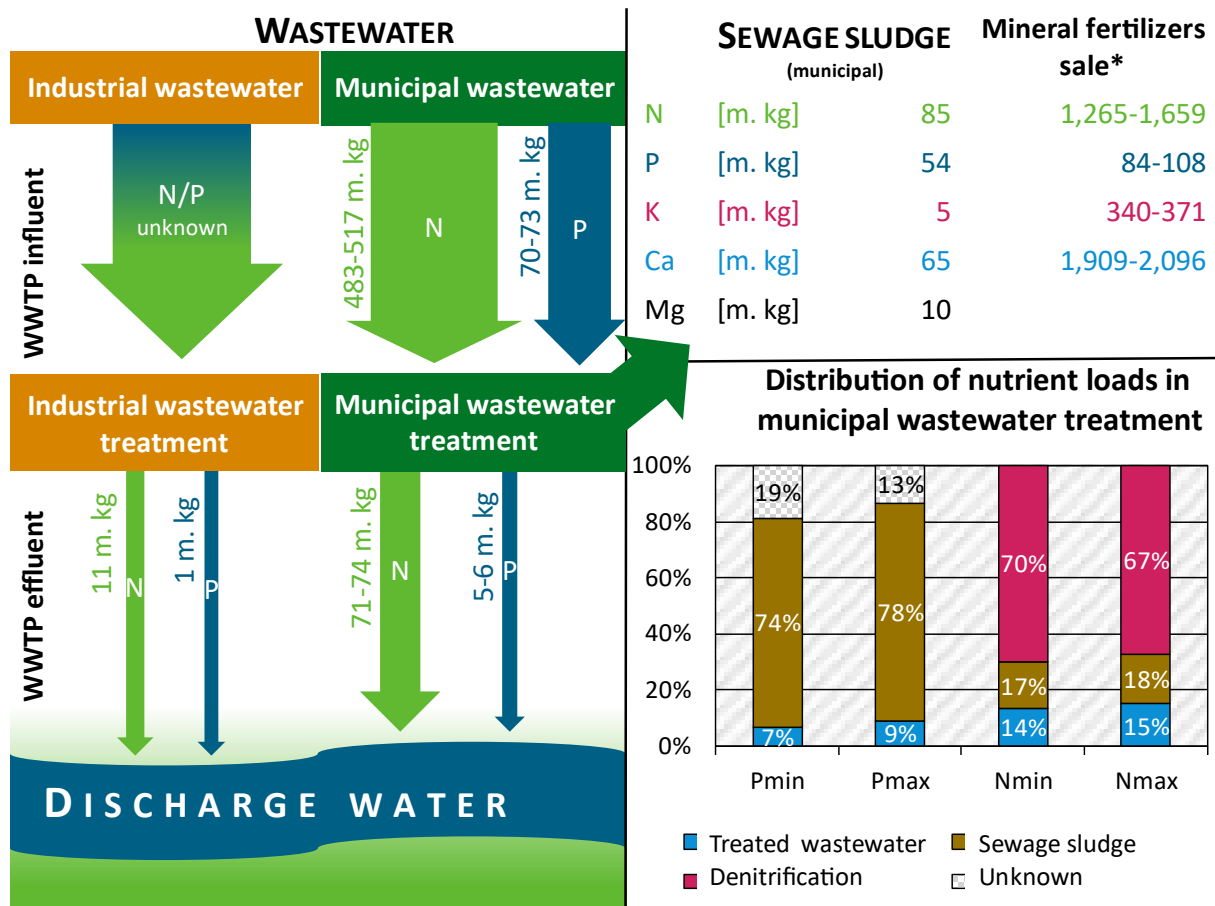 WASTEWATER
Industrial wastewater
Municipal wastewater
WWTP influent
N/P
unknown
483-517 m. kg
N
70-73 m. kg
P
Industrial wastewater
treatment
Municipal wastewater
treatment
WWTP effluent
11 m. kg
N
1 m. kg
P
71-74 m. kg
N
5-6 m. kg
P
DISCHARGE WATER
SEWAGE SLUDGE
(municipal)
Mineral fertilizers
sale*
N [m. kg] 85 1,265-1,659
P [m. kg] 54 84-108
K [m. kg] 5 340-371
Ca [m. kg] 65 1,909-2,096
Mg [m. kg] 10
Distribution of nutrient loads in
municipal wastewater treatment
100%
80%
60%
40%
20%
0%
19%
74%
7%
13%
78%
9%
70%
17%
14%
67%
18%
15%
Pmin Pmax Nmin Nmax
Treated wastewater
Sewage sludge
Denitrification
Unknown